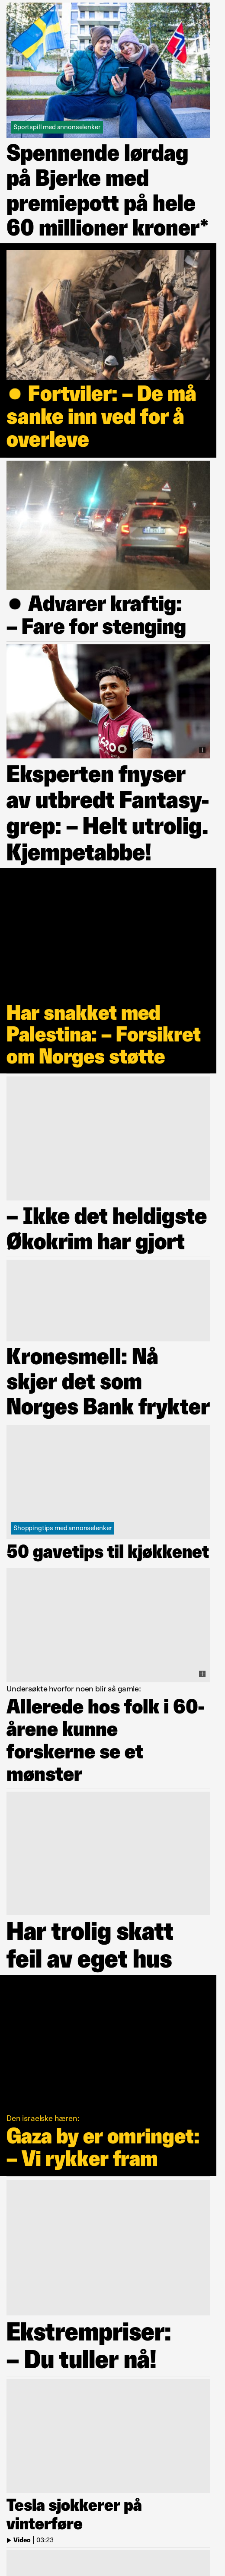 Sportspill med annonselenker
Spennende lørdag
på Bjerke med
premiepott på hele
60 millioner kroner*
● Fortviler: – De må
sanke inn ved for å
overleve
● Advarer kraftig:
– Fare for stenging
Eksperten fnyser
av utbredt Fantasy-
grep: – Helt utrolig.
Kjempetabbe!
Har snakket med
Palestina: – Forsikret
om Norges støtte
– Ikke det heldigste
Økokrim har gjort
Kronesmell: Nå
skjer det som
Norges Bank frykter
Shoppingtips med annonselenker
50 gavetips til kjøkkenet
Undersøkte hvorfor noen blir så gamle:
Allerede hos folk i 60-
årene kunne
forskerne se et
mønster
Har trolig skatt
feil av eget hus
Den israelske hæren:
Gaza by er omringet:
– Vi rykker fram
Ekstrempriser:
– Du tuller nå!
Tesla sjokkerer på
vinterføre
Video | 03:23